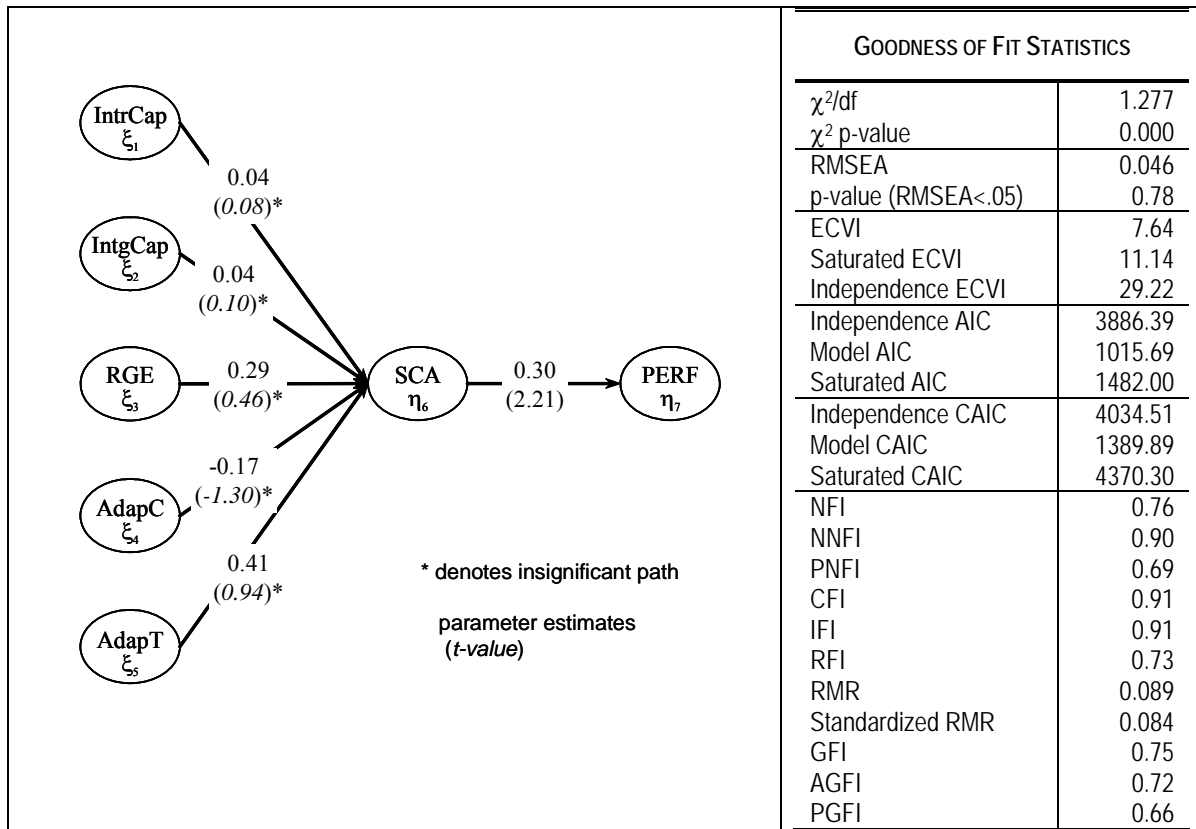 IntrCap
ξ1
0.04
(0.08)*
IntgCap
ξ2
0.04
(0.10)*
RGE
ξ3
0.29
(0.46)*
SCA
η6
0.30
(2.21)
PERF
η7
AdapC
ξ4
-0.17
(-1.30)*
AdapT
ξ5
0.41
(0.94)*
* denotes insignificant path
parameter estimates
(t-value)
GOODNESS OF FIT STATISTICS
χ2/df 1.277
χ2 p-value 0.000
RMSEA 0.046
p-value (RMSEA<.05) 0.78
ECVI 7.64
Saturated ECVI 11.14
Independence ECVI 29.22
Independence AIC 3886.39
Model AIC 1015.69
Saturated AIC 1482.00
Independence CAIC 4034.51
Model CAIC 1389.89
Saturated CAIC 4370.30
NFI 0.76
NNFI 0.90
PNFI 0.69
CFI 0.91
IFI 0.91
RFI 0.73
RMR 0.089
Standardized RMR 0.084
GFI 0.75
AGFI 0.72
PGFI 0.66